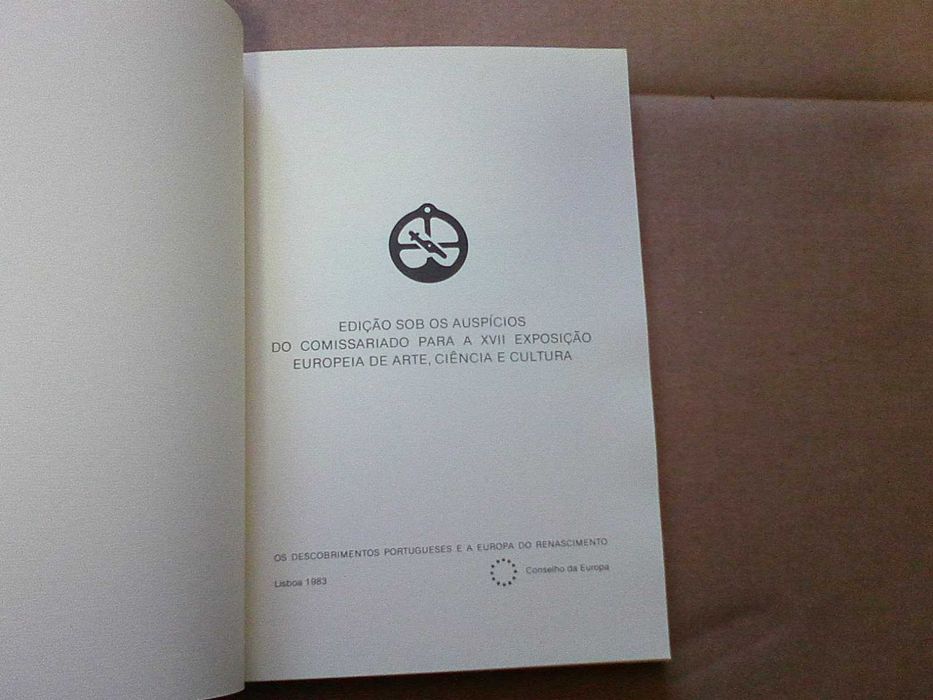 EDIÇÃO SOB OS AUSPÍCIOS
DO COMISSARIADO PARA A XVII EXPOSIÇÃO
EUROPEIA DE ARTE, CIÊNCIA E CULTURA
OS DESCOBRIMENTOS PORTUGUESES E A EUROPA DO RENASCIMENTO
Lisboa 1983
Conselho da Europa